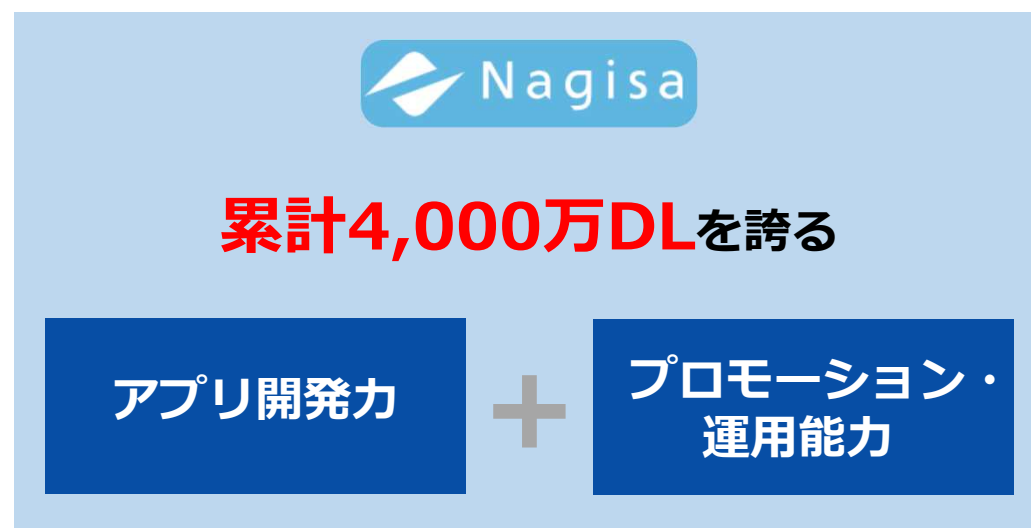 Nagisa
累計4,000万DLを誇る
アプリ開発力
+
プロモーション・
運用能力